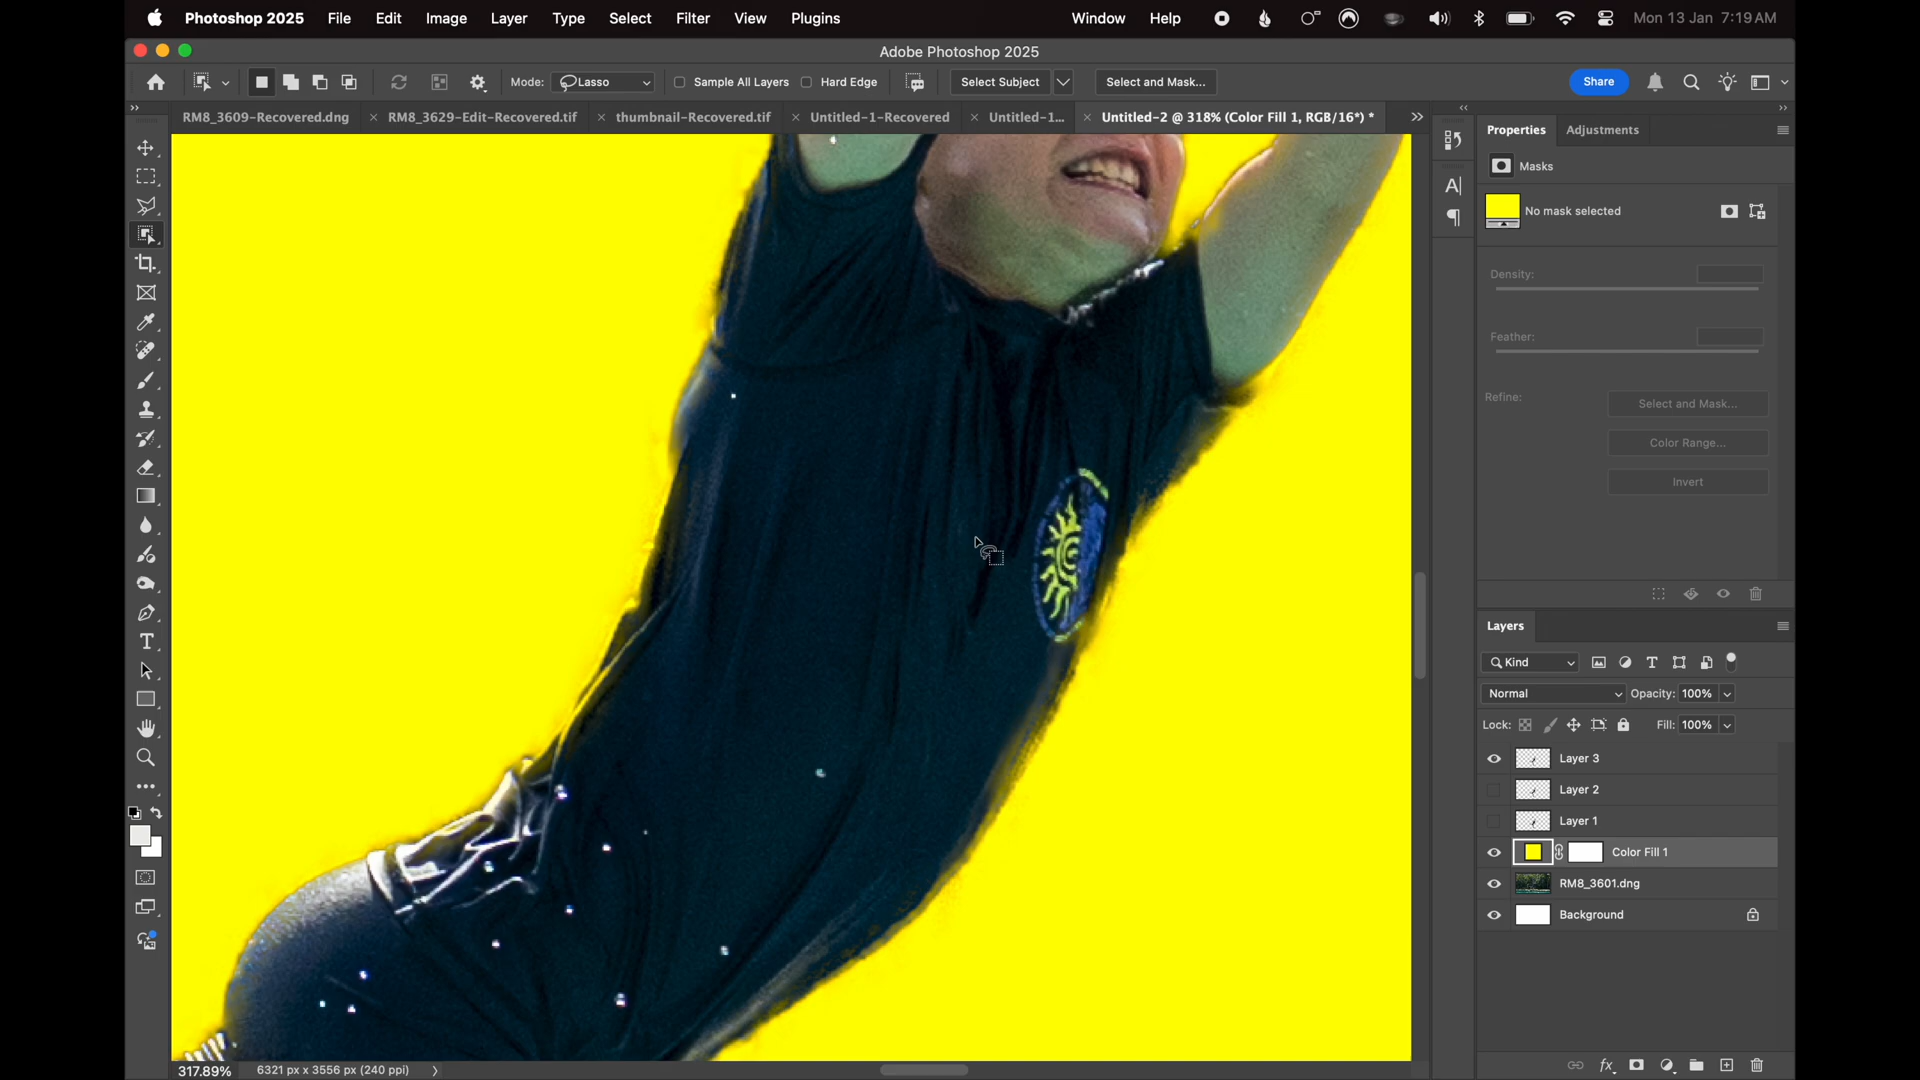 Photoshop 2025 File Edit Image Layer Type Select Filter View Plugins Window Help Mon 13 Jan 7:19 AM
Adobe Photoshop 2025
Mode: Lasso Sample All Layers Hard Edge Select Subject Select and Mask... Share
RM8_3609-Recovered.dng × RM8_3629-Edit-Recovered.tif × thumbnail-Recovered.tif × Untitled-1-Recovered × Untitled-1... × Untitled-2 @ 318% (Color Fill 1, RGB/16*) *
Properties Adjustments
Masks
No mask selected
Density:
Feather:
Refine: Select and Mask...
Color Range...
Invert
Layers
Kind
Normal Opacity: 100%
Lock: Fill: 100%
Layer 3
Layer 2
Layer 1
Color Fill 1
RM8_3601.dng
Background
317.89% 6321 px x 3556 px (240 ppi)